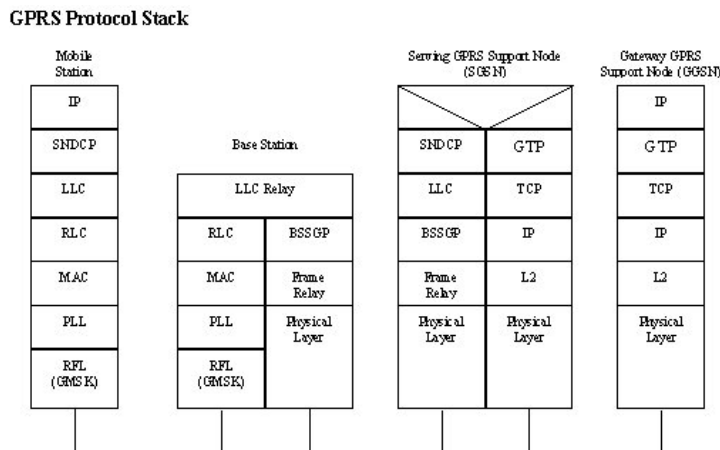 GPRS Protocol Stack
Mobile
Station
IP
SNDCP
LLC
RLC
MAC
PLL
RFL
(GMSK)
Base Station
LLC Relay
RLC
MAC
PLL
RFL
(GMSK)
BSSGP
Frame
Relay
Physical
Layer
Serving GPRS Support Node
(SGSN)
SNDCP
LLC
BSSGP
Frame
Relay
Physical
Layer
GTP
TCP
IP
L2
Physical
Layer
Gateway GPRS
Support Node (GGSN)
IP
GTP
TCP
IP
L2
Physical
Layer